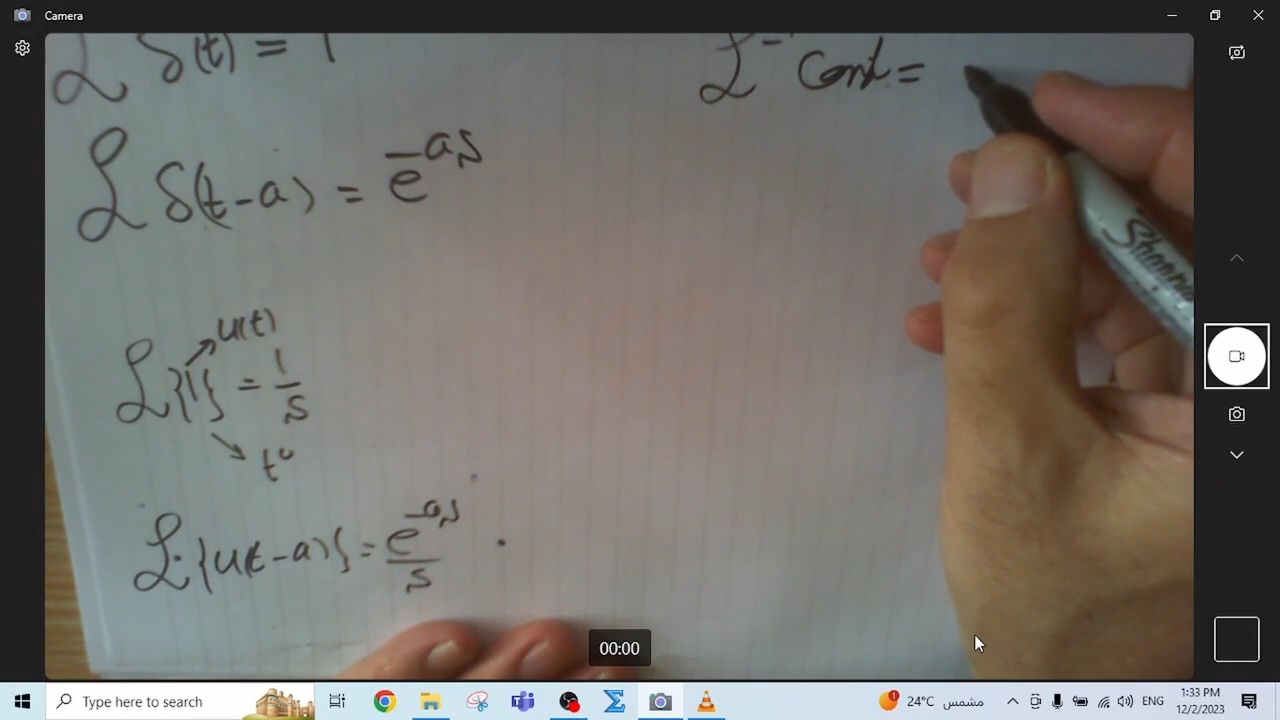 Camera
ℒ δ(t) = 1
ℒ⁻¹ Const =
ℒ δ(t-a) = e^-as
u(t)
ℒ{1} = 1/s
t⁰
ℒ{u(t-a)} = e^-as/s
Sharpie
00:00
Type here to search
24°C مشمس
ENG
1:33 PM
12/2/2023